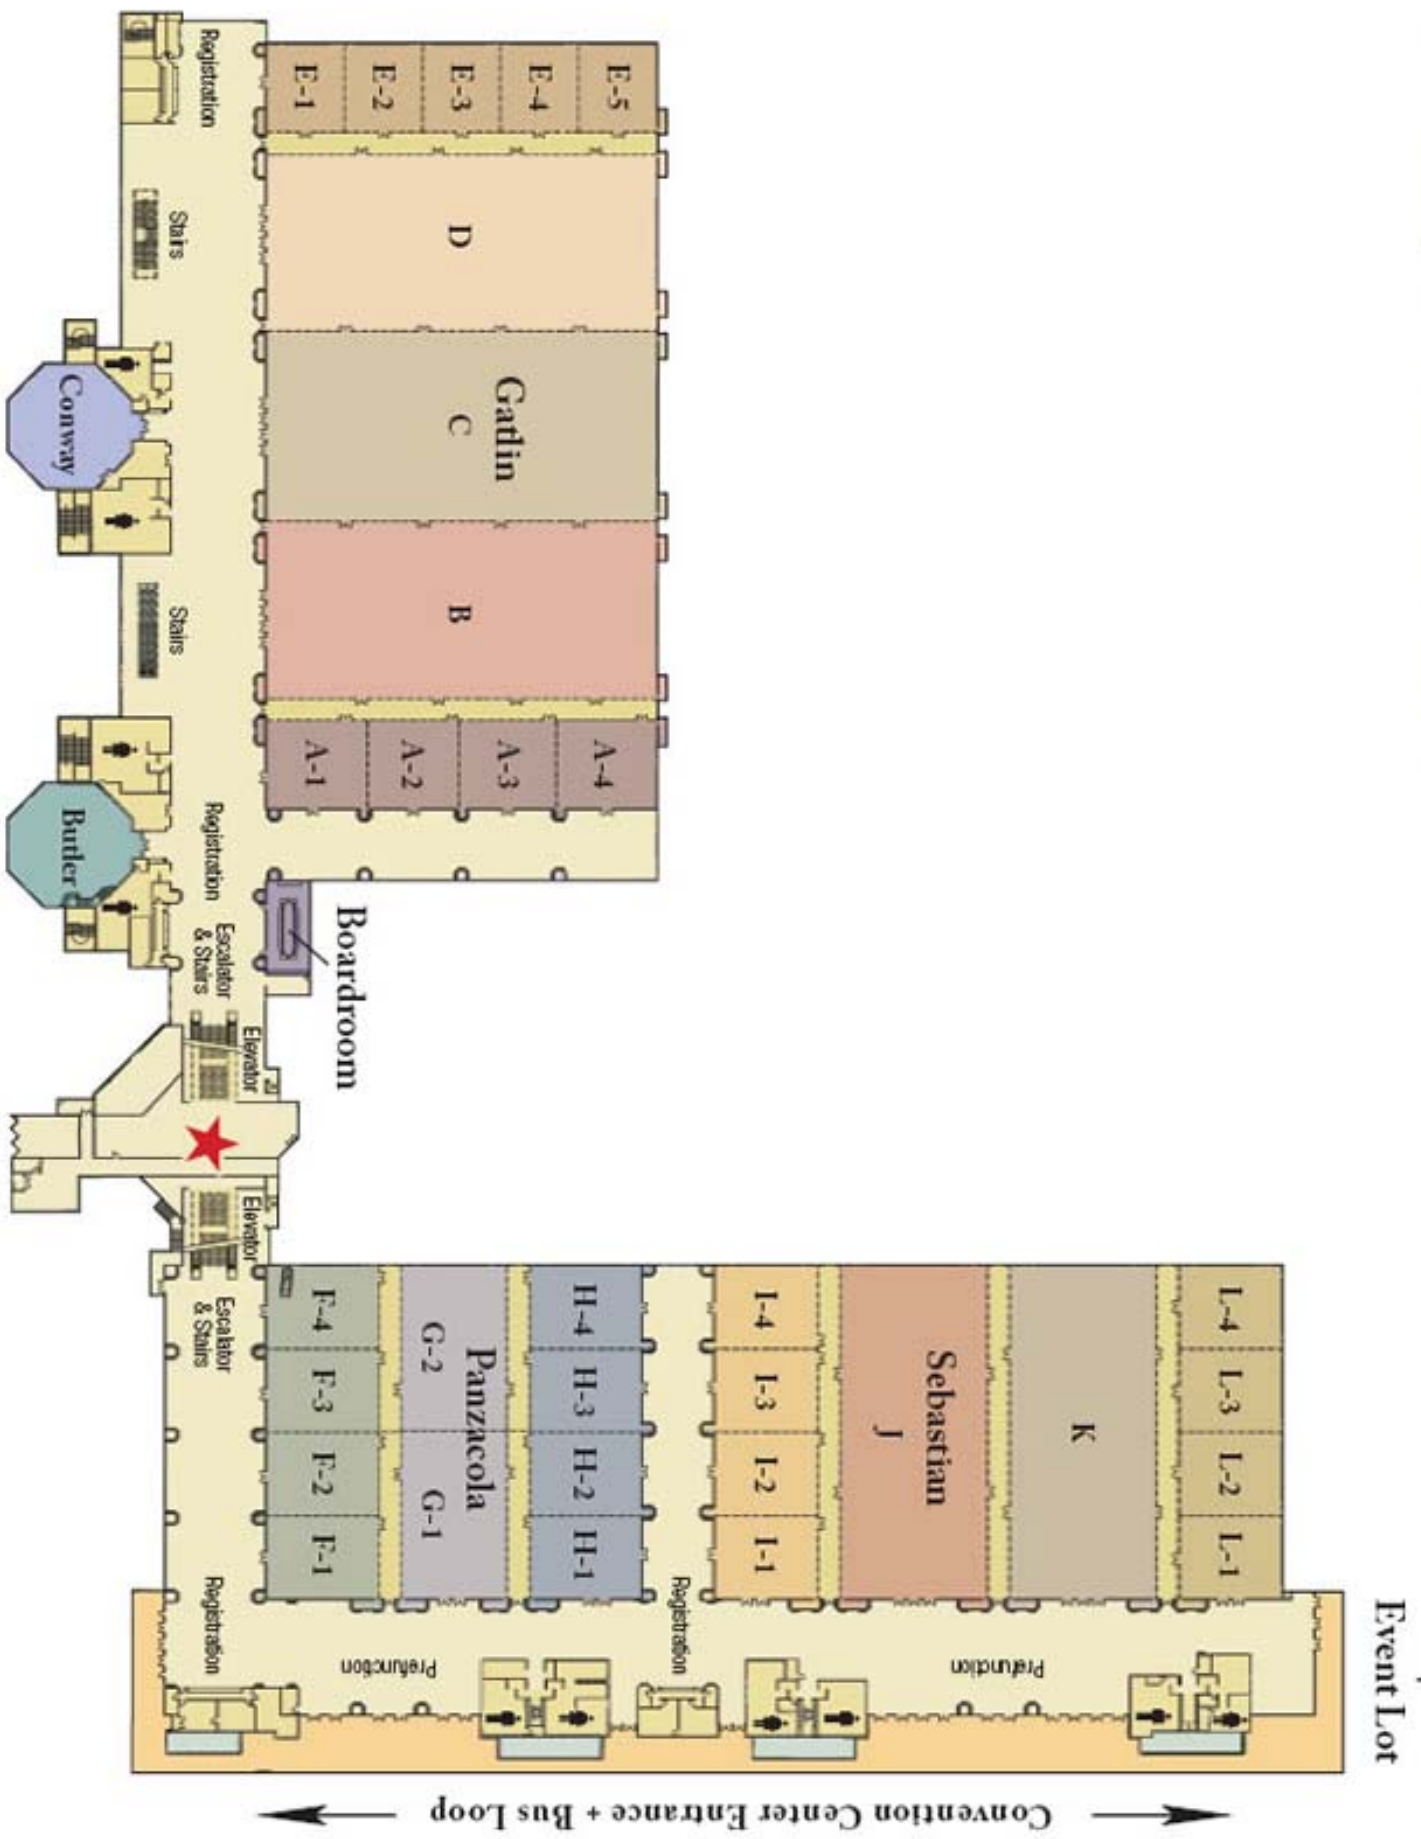 Registration
E-1
E-2
E-3
E-4
E-5
Stairs
D
Conway
Gatlin
C
Stairs
B
A-1
A-2
A-3
A-4
Butler
Registration
Boardroom
Escalator
& Stairs
Elevator
Elevator
Escalator
& Stairs
F-4
F-3
F-2
F-1
G-2
Panzacola
G-1
H-4
H-3
H-2
H-1
I-4
I-3
I-2
I-1
Sebastian
J
K
L-4
L-3
L-2
L-1
Registration
Prefunction
Registration
Prefunction
Event Lot
Convention Center Entrance + Bus Loop